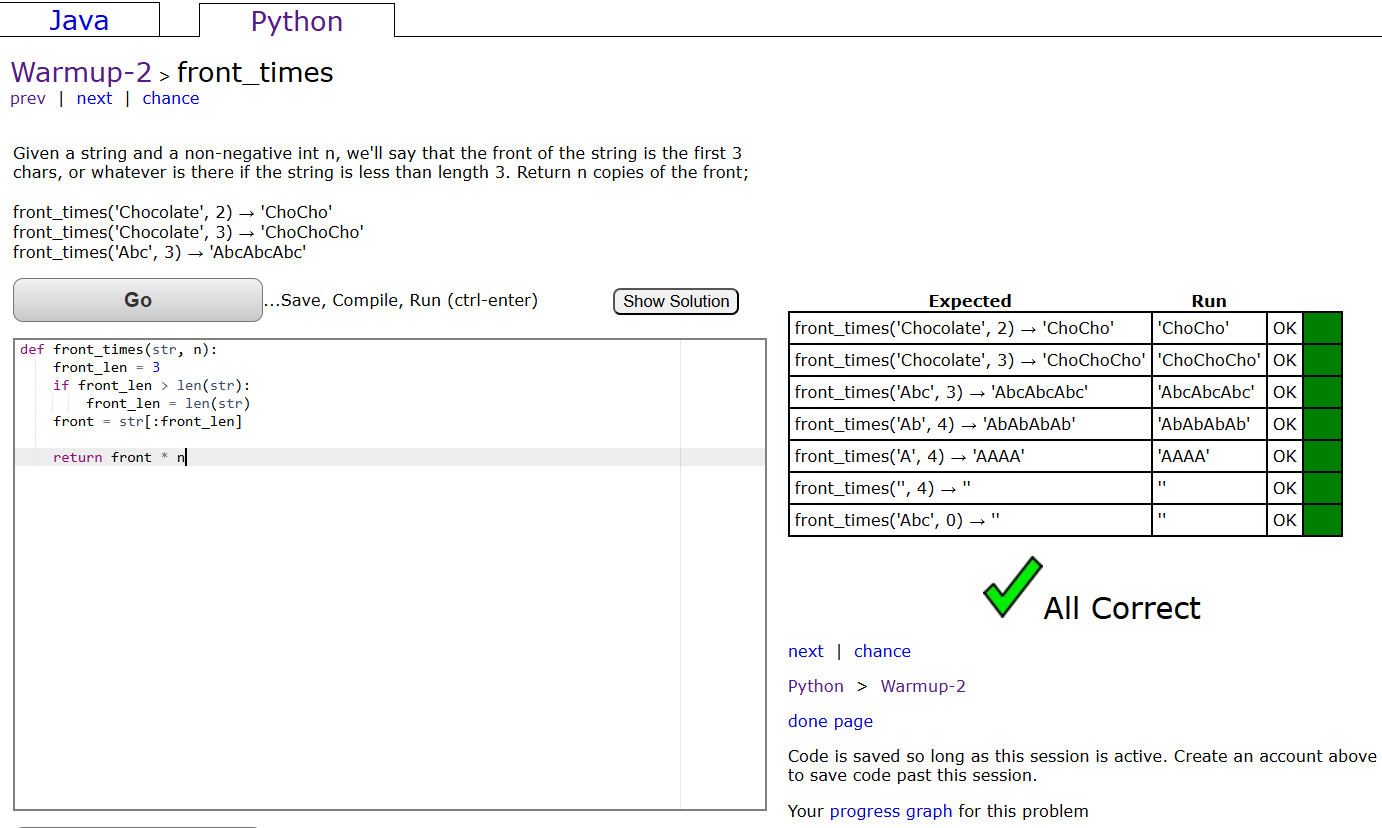 Java
Python
Warmup-2 > front_times
prev | next | chance
Given a string and a non-negative int n, we'll say that the front of the string is the first 3
chars, or whatever is there if the string is less than length 3. Return n copies of the front;
front_times('Chocolate', 2) → 'ChoCho'
front_times('Chocolate', 3) → 'ChoChoCho'
front_times('Abc', 3) → 'AbcAbcAbc'
Go ...Save, Compile, Run (ctrl-enter) Show Solution
def front_times(str, n):
    front_len = 3
    if front_len > len(str):
        front_len = len(str)
    front = str[:front_len]
    return front * n
Expected Run
front_times('Chocolate', 2) → 'ChoCho' 'ChoCho' OK
front_times('Chocolate', 3) → 'ChoChoCho' 'ChoChoCho' OK
front_times('Abc', 3) → 'AbcAbcAbc' 'AbcAbcAbc' OK
front_times('Ab', 4) → 'AbAbAbAb' 'AbAbAbAb' OK
front_times('A', 4) → 'AAAA' 'AAAA' OK
front_times('', 4) → '' '' OK
front_times('Abc', 0) → '' '' OK
All Correct
next | chance
Python > Warmup-2
done page
Code is saved so long as this session is active. Create an account above
to save code past this session.
Your progress graph for this problem